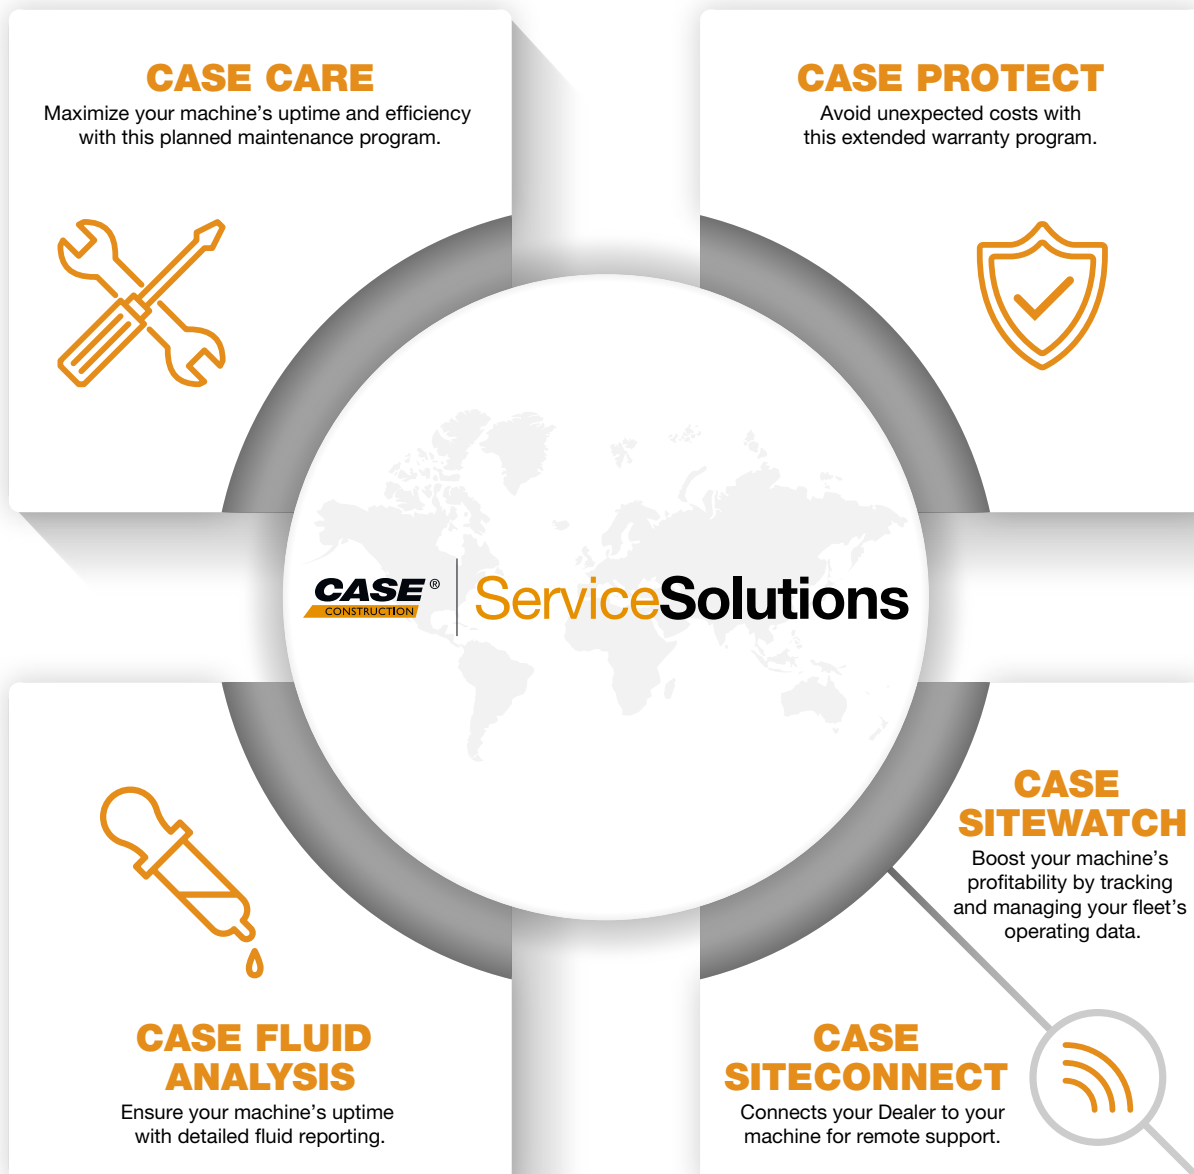 CASE CARE
Maximize your machine's uptime and efficiency
with this planned maintenance program.
CASE PROTECT
Avoid unexpected costs with
this extended warranty program.
CASE®
CONSTRUCTION
ServiceSolutions
CASE FLUID
ANALYSIS
Ensure your machine's uptime
with detailed fluid reporting.
CASE
SITEWATCH
Boost your machine's
profitability by tracking
and managing your fleet's
operating data.
CASE
SITECONNECT
Connects your Dealer to your
machine for remote support.